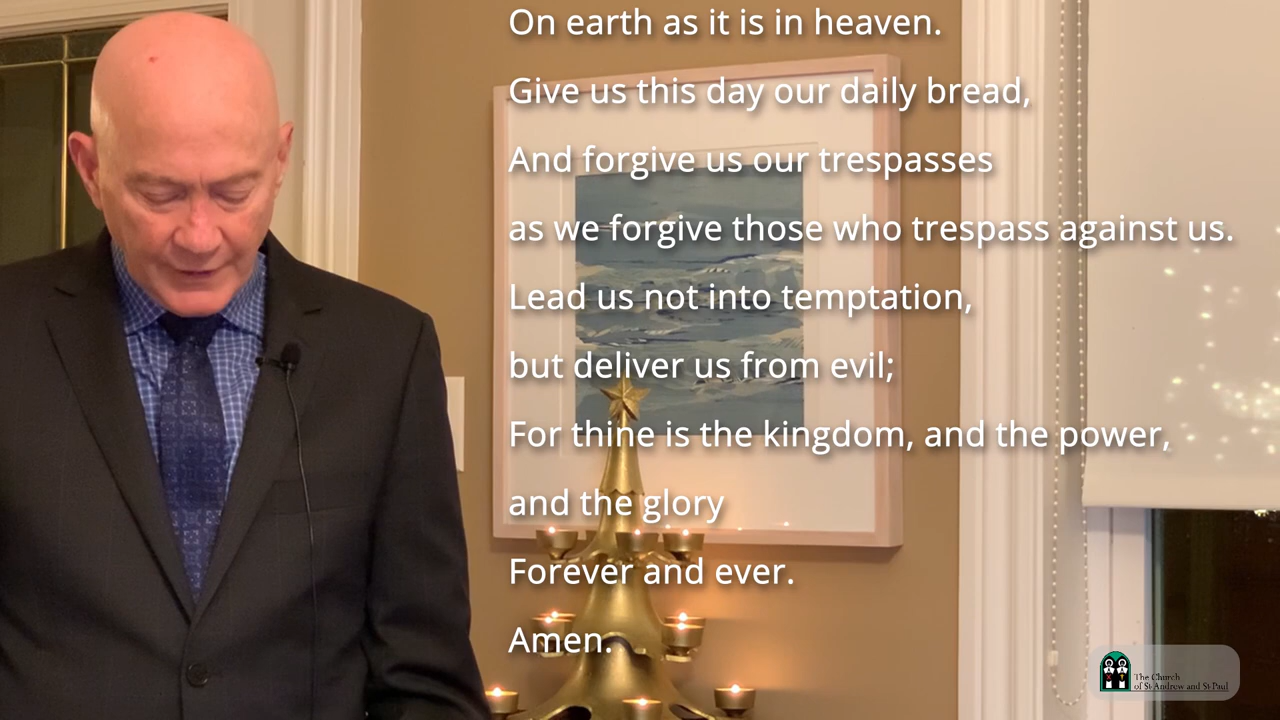 On earth as it is in heaven.
Give us this day our daily bread,
And forgive us our trespasses
as we forgive those who trespass against us.
Lead us not into temptation,
but deliver us from evil;
For thine is the kingdom, and the power,
and the glory
Forever and ever.
Amen.
The Church
of St Andrew and St Paul